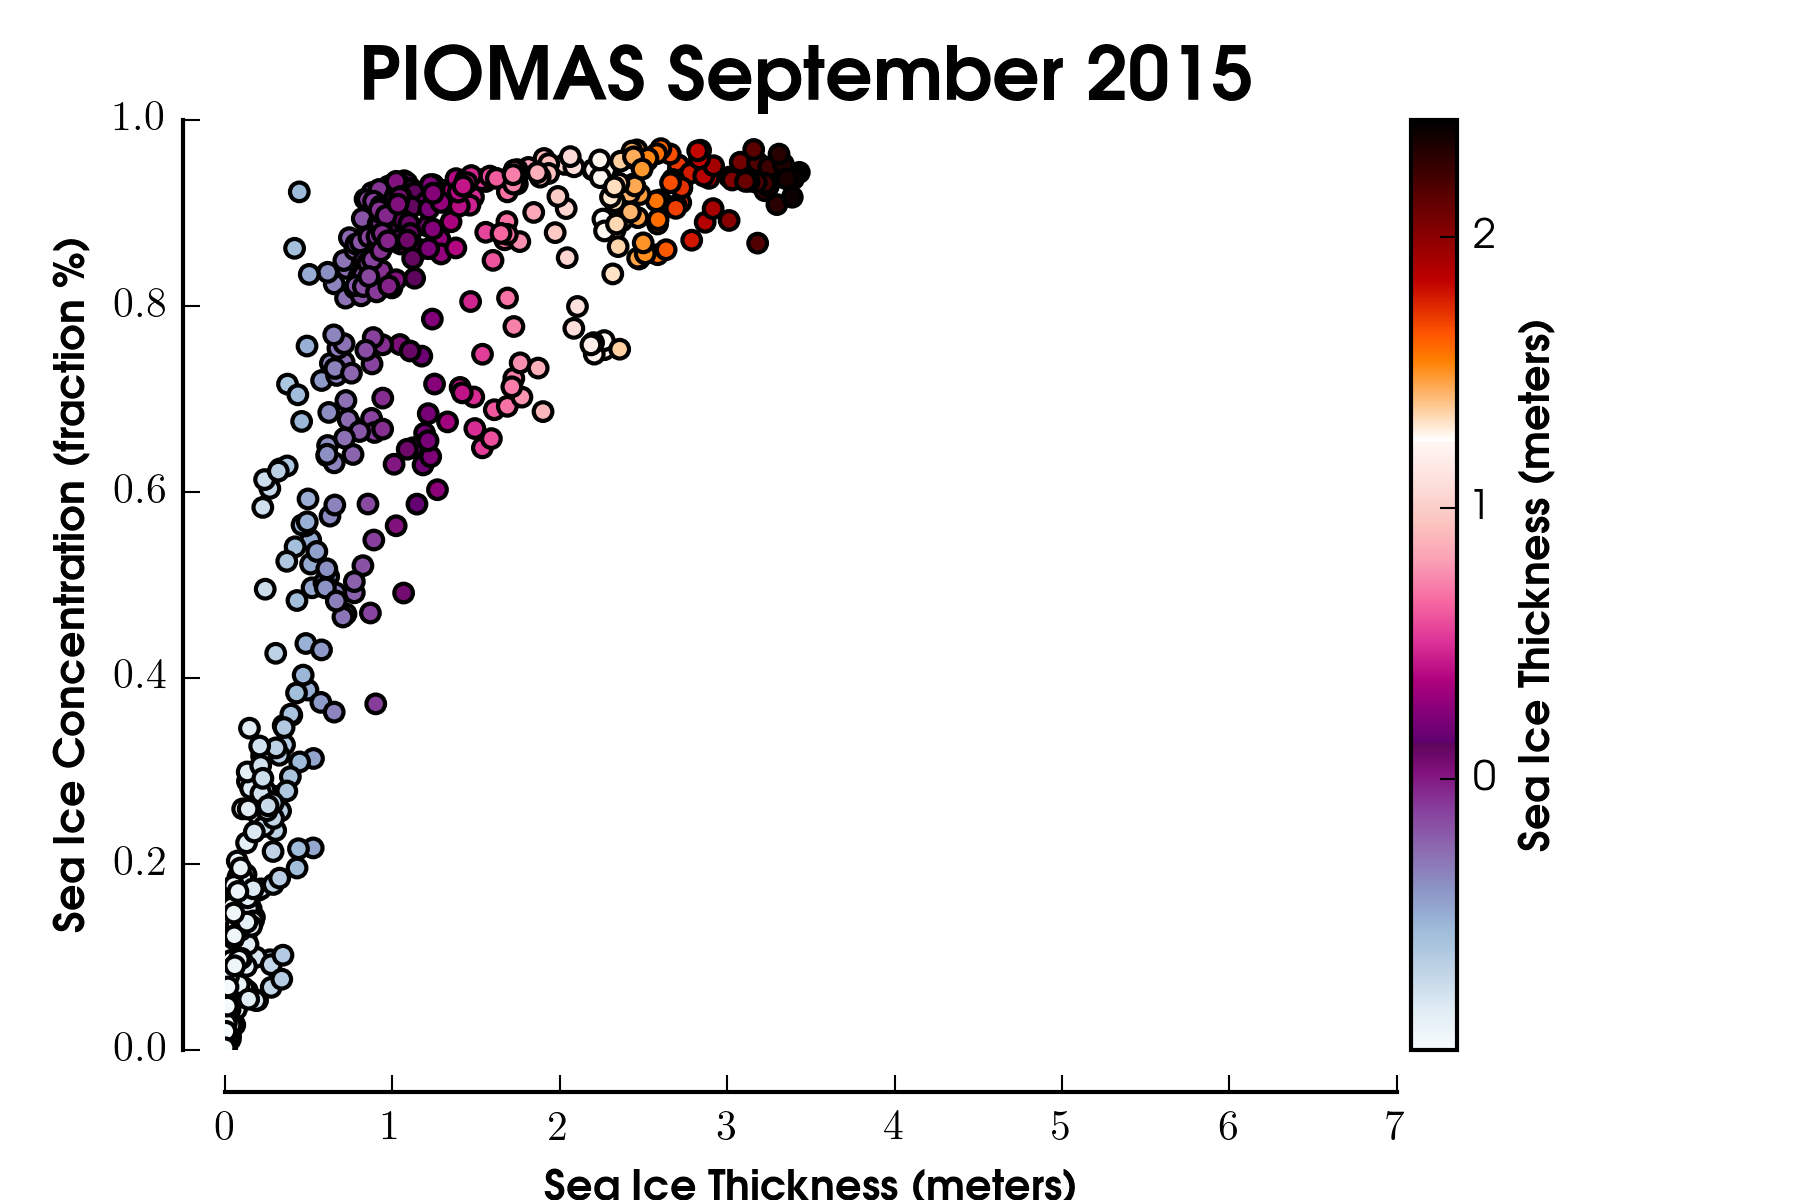 PIOMAS September 2015
1.0
0.8
0.6
0.4
0.2
0.0
Sea Ice Concentration (fraction %)
0 1 2 3 4 5 6 7
Sea Ice Thickness (meters)
2
1
0
Sea Ice Thickness (meters)